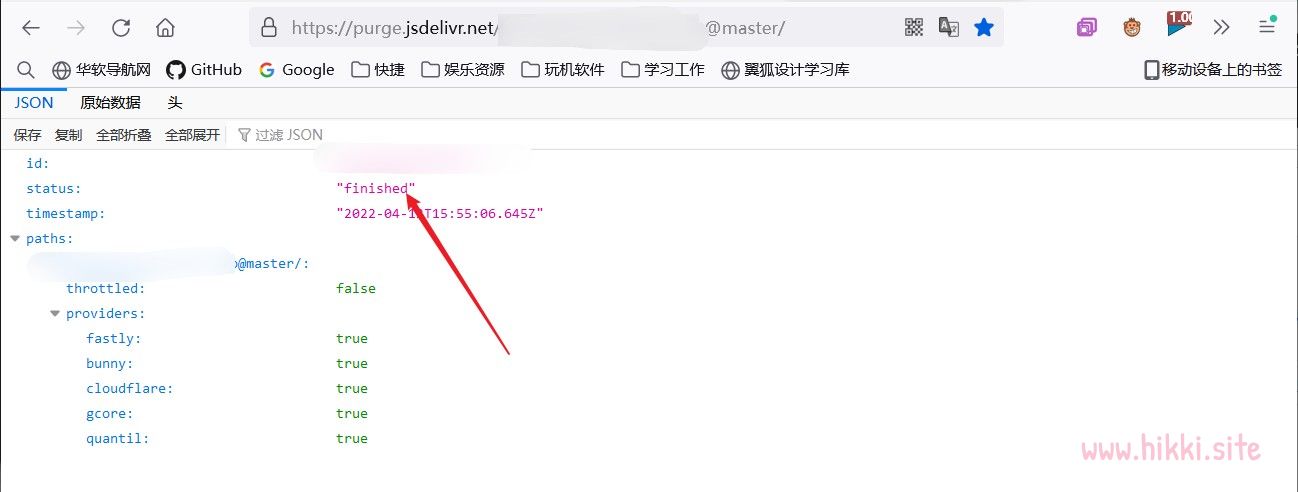 https://purge.jsdelivr.net/ @master/
1.00
华软导航网 GitHub Google 快捷 娱乐资源 玩机软件 学习工作 翼狐设计学习库 移动设备上的书签
JSON 原始数据 头
保存 复制 全部折叠 全部展开 过滤 JSON
id:
status: "finished"
timestamp: "2022-04-1 T15:55:06.645Z"
paths:
@master/:
throttled: false
providers:
fastly: true
bunny: true
cloudflare: true
gcore: true
quantil: true
www.hikki.site